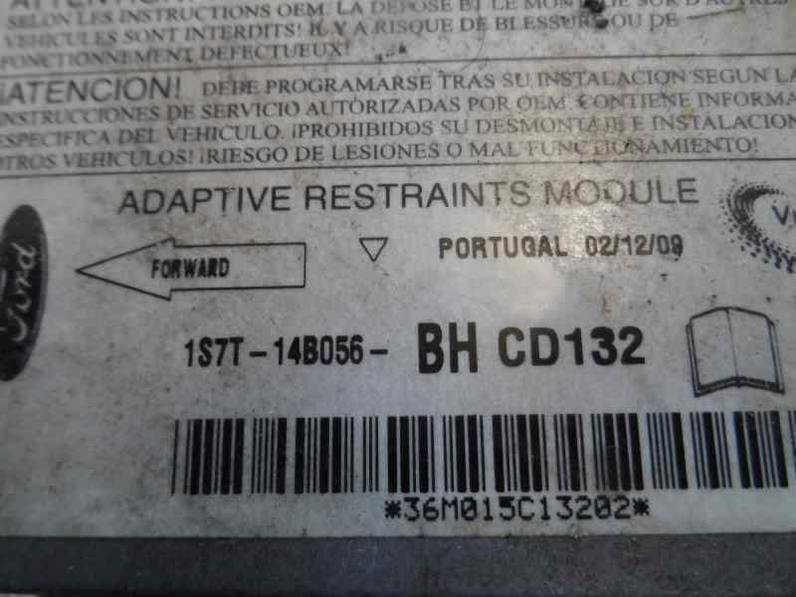 SELON LES INSTRUCTIONS OEM. LA DEPOSE ET LE SUR D'AUTRES
VEHICULES SONT INTERDITS! IL Y A RISQUE DE BLESSURE OU DE
FONCTIONNEMENT DEFECTUEUX!
¡ATENCION! DEBE PROGRAMARSE TRAS SU INSTALACION SEGUN LA
INSTRUCCIONES DE SERVICIO AUTORIZADAS POR OEM. CONTIENE INFORMA
ESPECIFICA DEL VEHICULO. ¡PROHIBIDOS SU DESMONTAJE E INSTALACION
OTROS VEHICULOS! ¡RIESGO DE LESIONES O MAL FUNCIONAMIENTO!
ADAPTIVE RESTRAINTS MODULE
Ford
FORWARD
PORTUGAL 02/12/09
1S7T-14B056- BH CD132
*36M015C13202*